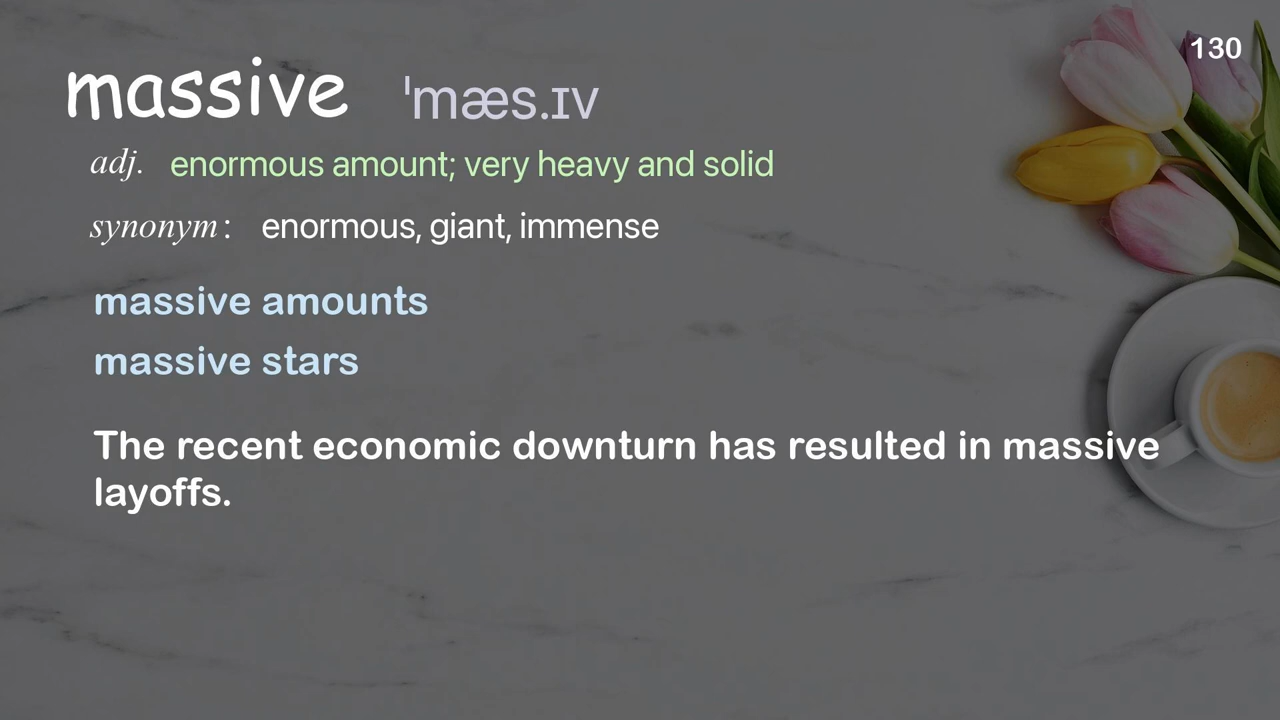 130
massive ˈmæs.ɪv
adj. enormous amount; very heavy and solid
synonym: enormous, giant, immense
massive amounts
massive stars
The recent economic downturn has resulted in massive
layoffs.